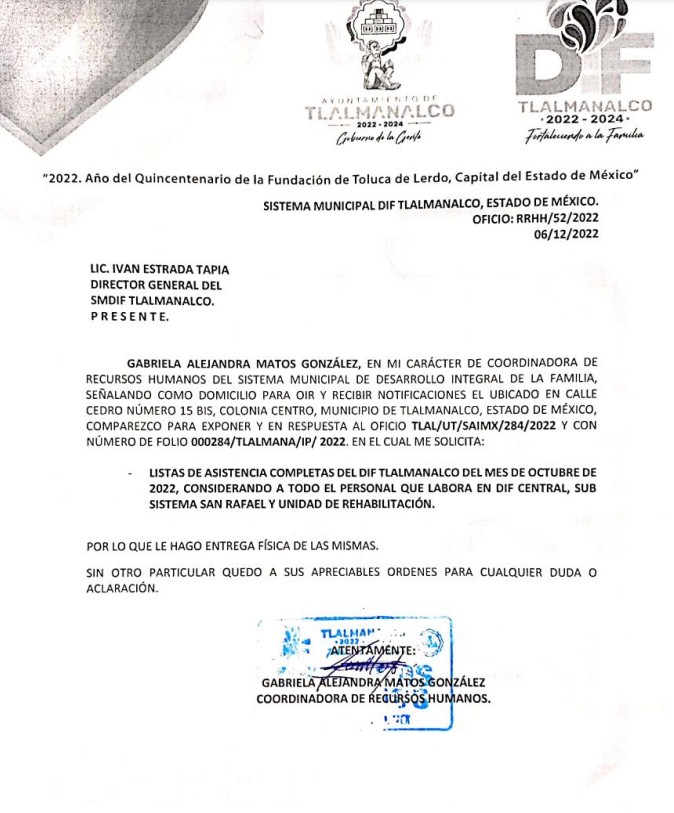 AYUNTAMIENTO DE
TLALMANALCO
2022 - 2024
Gobierno de la Gente
DIF
TLALMANALCO
· 2022 - 2024 ·
Fortaleciendo a la Familia
"2022. Año del Quincentenario de la Fundación de Toluca de Lerdo, Capital del Estado de México"
SISTEMA MUNICIPAL DIF TLALMANALCO, ESTADO DE MÉXICO.
OFICIO: RRHH/52/2022
06/12/2022
LIC. IVAN ESTRADA TAPIA
DIRECTOR GENERAL DEL
SMDIF TLALMANALCO.
P R E S E N T E.
GABRIELA ALEJANDRA MATOS GONZÁLEZ, EN MI CARÁCTER DE COORDINADORA DE
RECURSOS HUMANOS DEL SISTEMA MUNICIPAL DE DESARROLLO INTEGRAL DE LA FAMILIA,
SEÑALANDO COMO DOMICILIO PARA OIR Y RECIBIR NOTIFICACIONES EL UBICADO EN CALLE
CEDRO NÚMERO 15 BIS, COLONIA CENTRO, MUNICIPIO DE TLALMANALCO, ESTADO DE MÉXICO,
COMPAREZCO PARA EXPONER Y EN RESPUESTA AL OFICIO TLAL/UT/SAIMX/284/2022 Y CON
NÚMERO DE FOLIO 000284/TLALMANA/IP/ 2022. EN EL CUAL ME SOLICITA:
- LISTAS DE ASISTENCIA COMPLETAS DEL DIF TLALMANALCO DEL MES DE OCTUBRE DE
2022, CONSIDERANDO A TODO EL PERSONAL QUE LABORA EN DIF CENTRAL, SUB
SISTEMA SAN RAFAEL Y UNIDAD DE REHABILITACIÓN.
POR LO QUE LE HAGO ENTREGA FÍSICA DE LAS MISMAS.
SIN OTRO PARTICULAR QUEDO A SUS APRECIABLES ORDENES PARA CUALQUIER DUDA O
ACLARACIÓN.
ATENTAMENTE:
GABRIELA ALEJANDRA MATOS GONZÁLEZ
COORDINADORA DE RECURSOS HUMANOS.